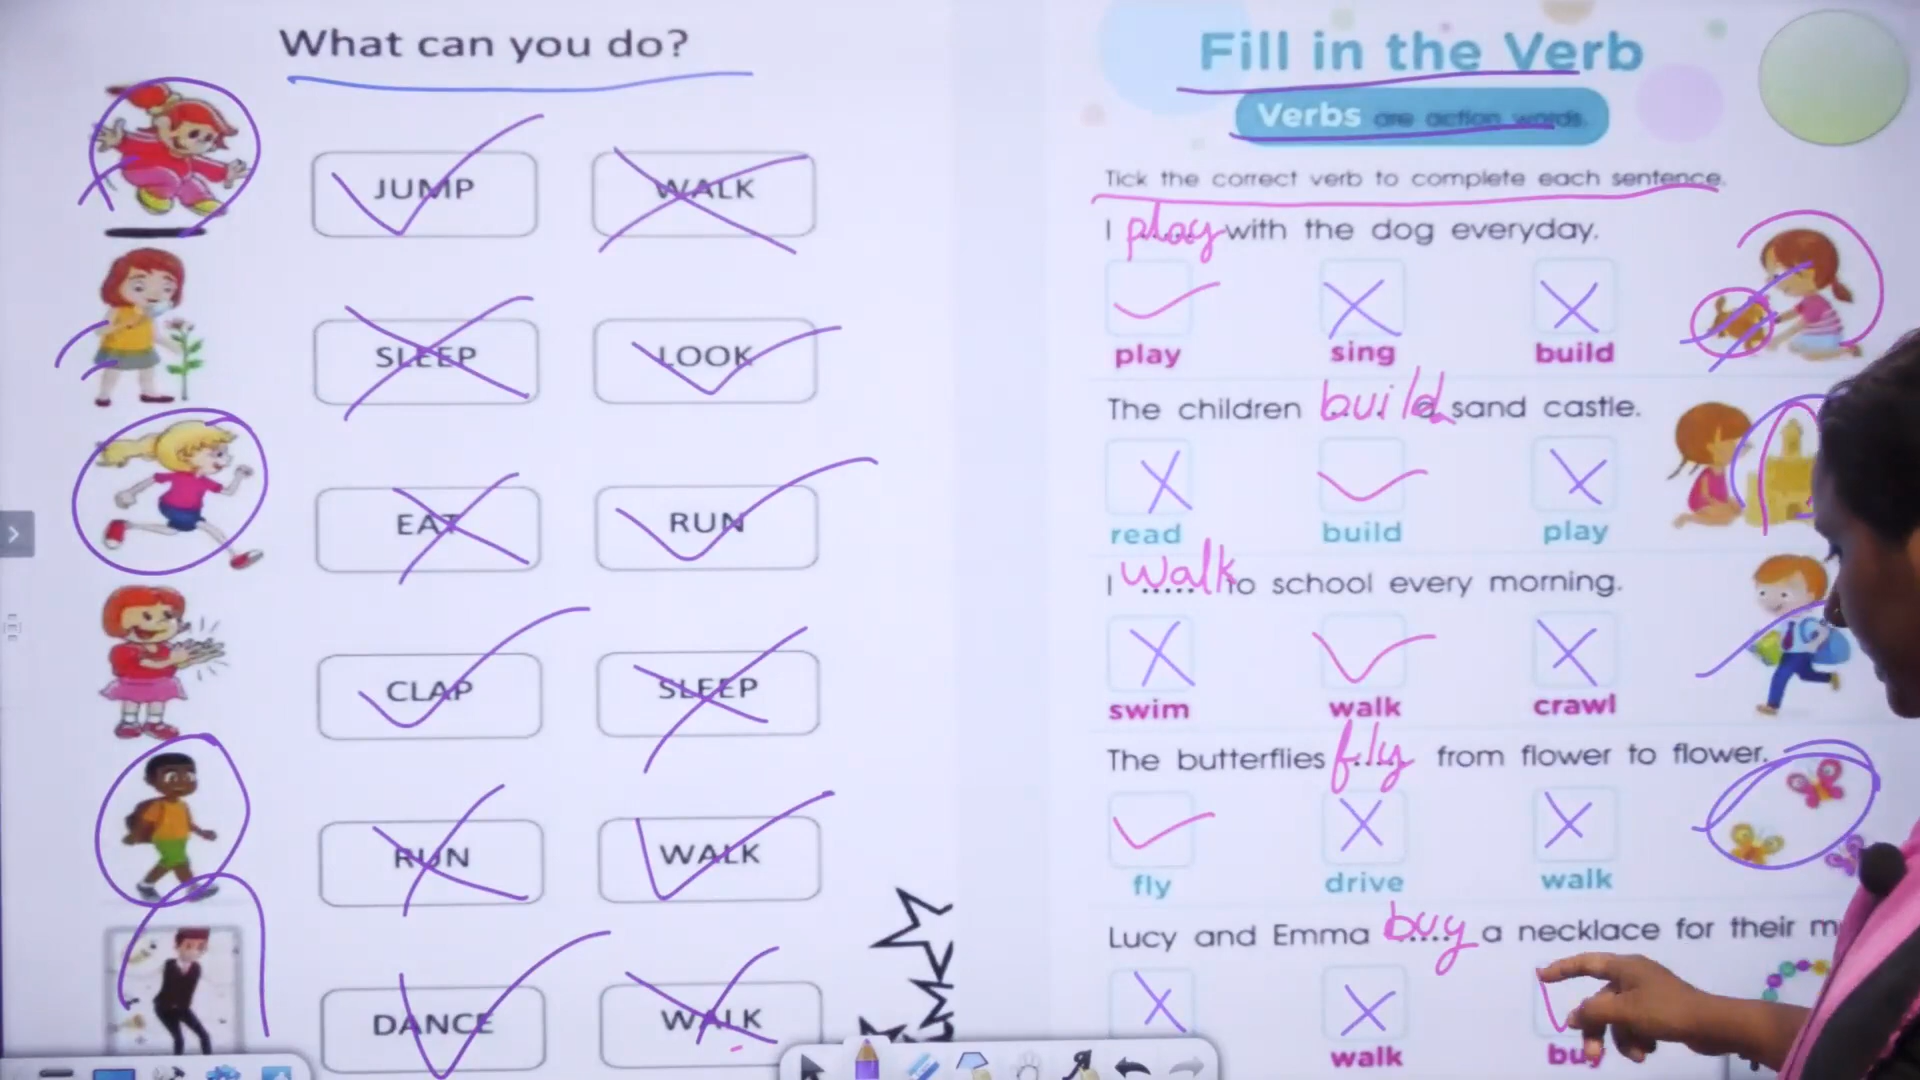 What can you do?
JUMP WALK
SLEEP LOOK
EAT RUN
CLAP SLEEP
RUN WALK
DANCE WALK
Fill in the Verb
Verbs are action words.
Tick the correct verb to complete each sentence.
I play with the dog everyday.
play sing build
The children build a sand castle.
read build play
I walk to school every morning.
swim walk crawl
The butterflies fly from flower to flower.
fly drive walk
Lucy and Emma buy a necklace for their
walk buy